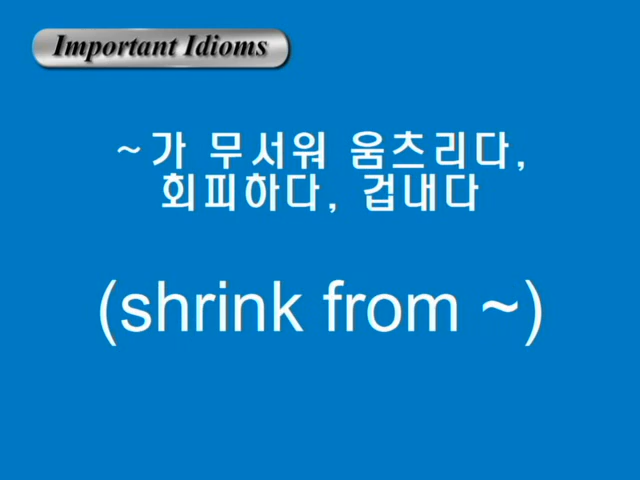 Important Idioms
~가 무서워 움츠리다,
회피하다, 겁내다
(shrink from ~)